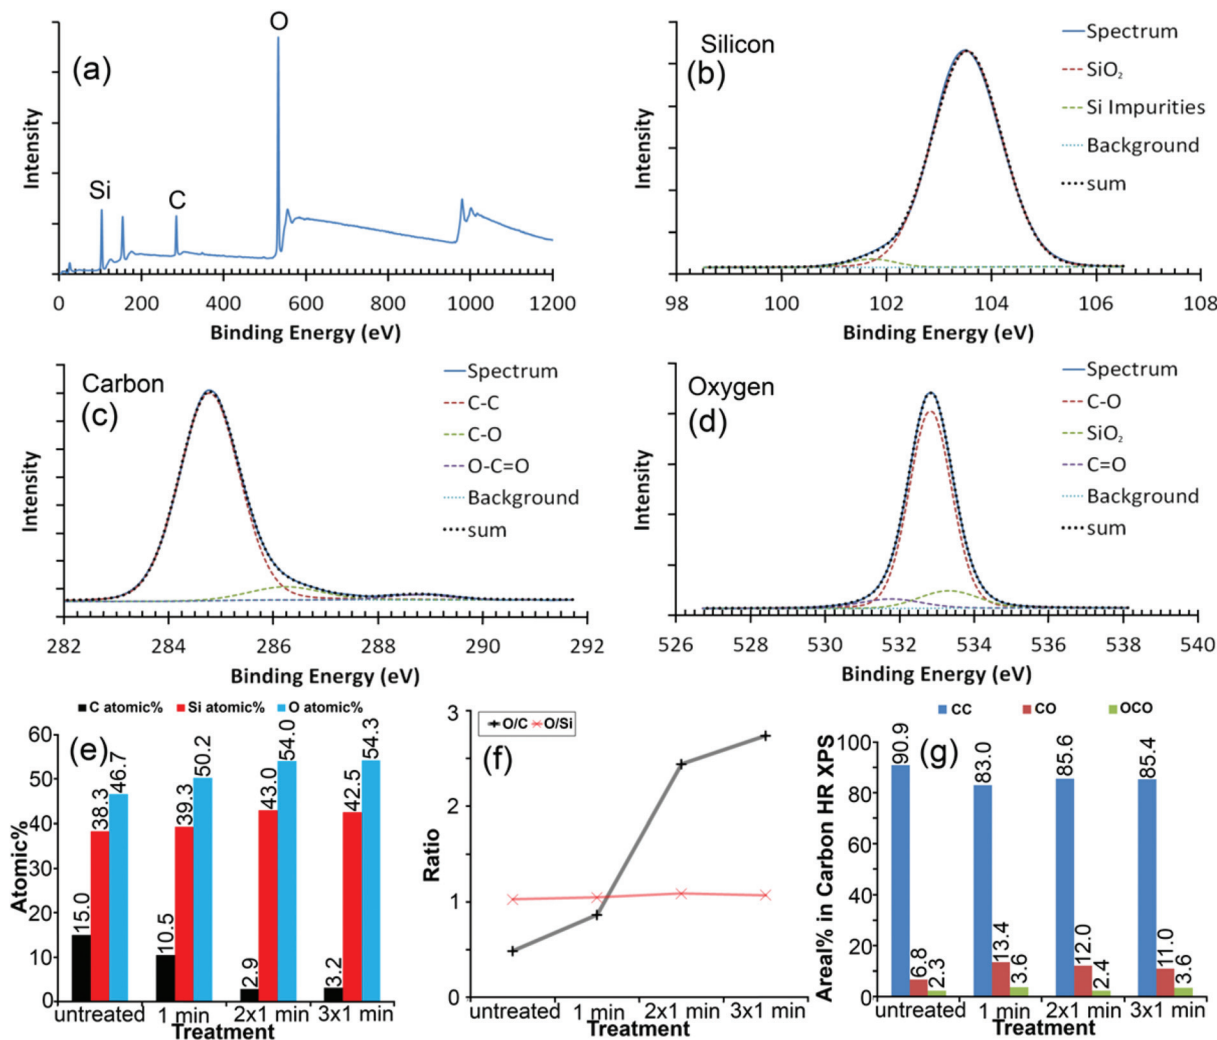 (a)
O
Si
C
Intensity
0 200 400 600 800 1000 1200
Binding Energy (eV)
Silicon
(b)
Spectrum
SiO₂
Si Impurities
Background
sum
Intensity
98 100 102 104 106 108
Binding Energy (eV)
Carbon
(c)
Spectrum
C-C
C-O
O-C=O
Background
sum
Intensity
282 284 286 288 290 292
Binding Energy (eV)
Oxygen
(d)
Spectrum
C-O
SiO₂
C=O
Background
sum
Intensity
526 528 530 532 534 536 538 540
Binding Energy (eV)
C atomic% Si atomic% O atomic%
(e)
Atomic%
60
50
40
30
20
10
0
15.0 38.3 46.7
10.5 39.3 50.2
2.9 43.0 54.0
3.2 42.5 54.3
untreated 1 min 2x1 min 3x1 min
Treatment
O/C O/Si
(f)
Ratio
3
2
1
0
untreated 1 min 2x1 min 3x1 min
Treatment
CC CO OCO
(g)
Areal% in Carbon HR XPS
100
80
60
40
20
0
90.9 6.8 2.3
83.0 13.4 3.6
85.6 12.0 2.4
85.4 11.0 3.6
untreated 1 min 2x1 min 3x1 min
Treatment